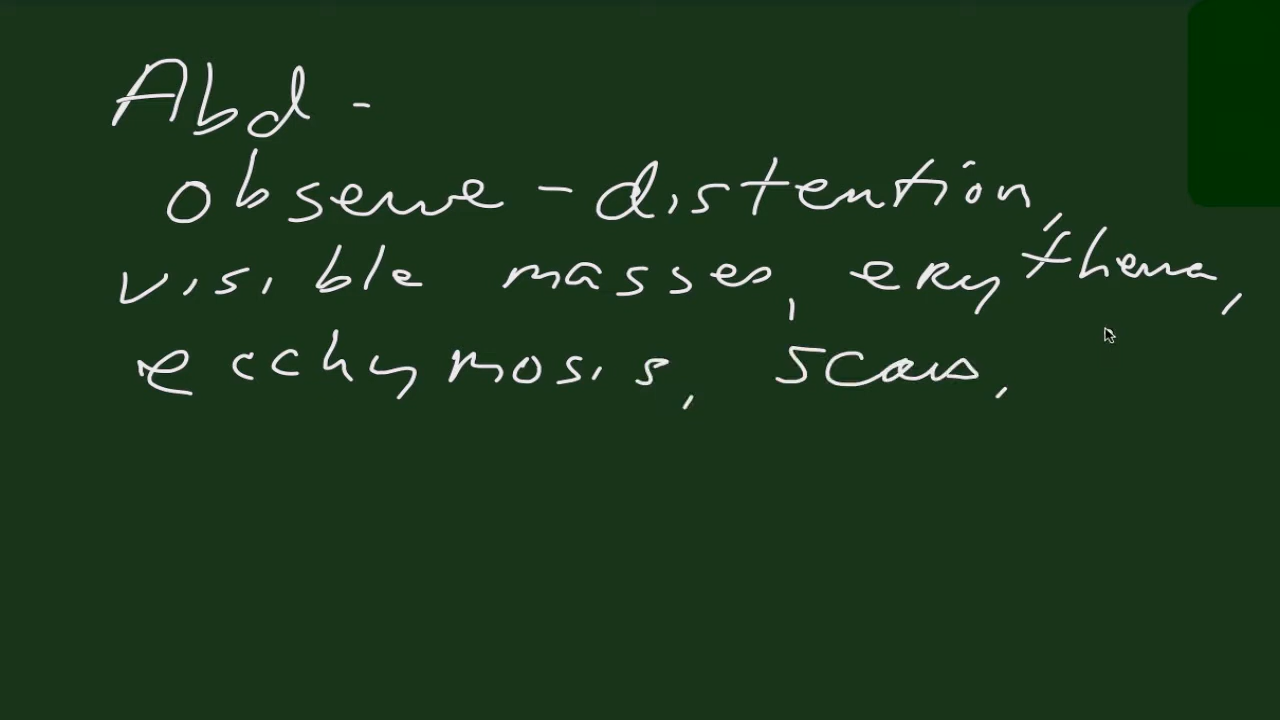 Abd -
observe - distention,
visible masses, erythema,
ecchymosis, scars,